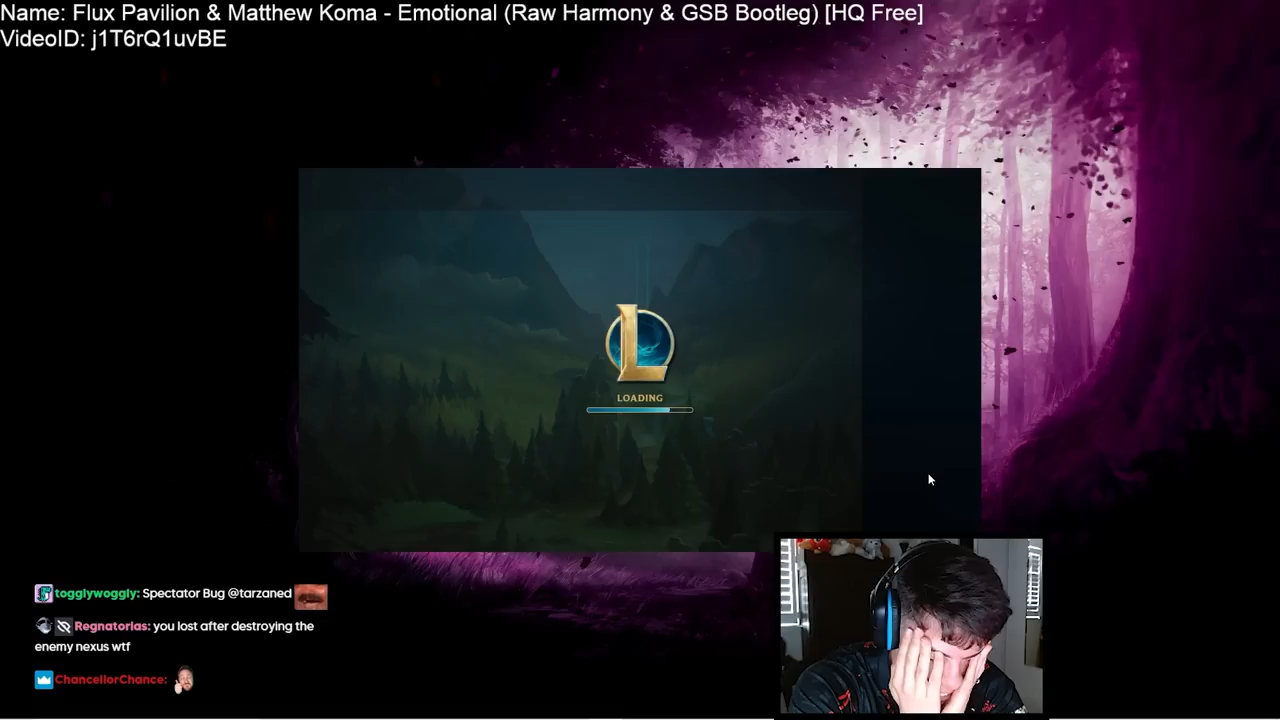 Name: Flux Pavilion & Matthew Koma - Emotional (Raw Harmony & GSB Bootleg) [HQ Free]
VideoID: j1T6rQ1uvBE
LOADING
togglywoggly: Spectator Bug @tarzaned
Regnatorias: you lost after destroying the
enemy nexus wtf
ChancellorChance: